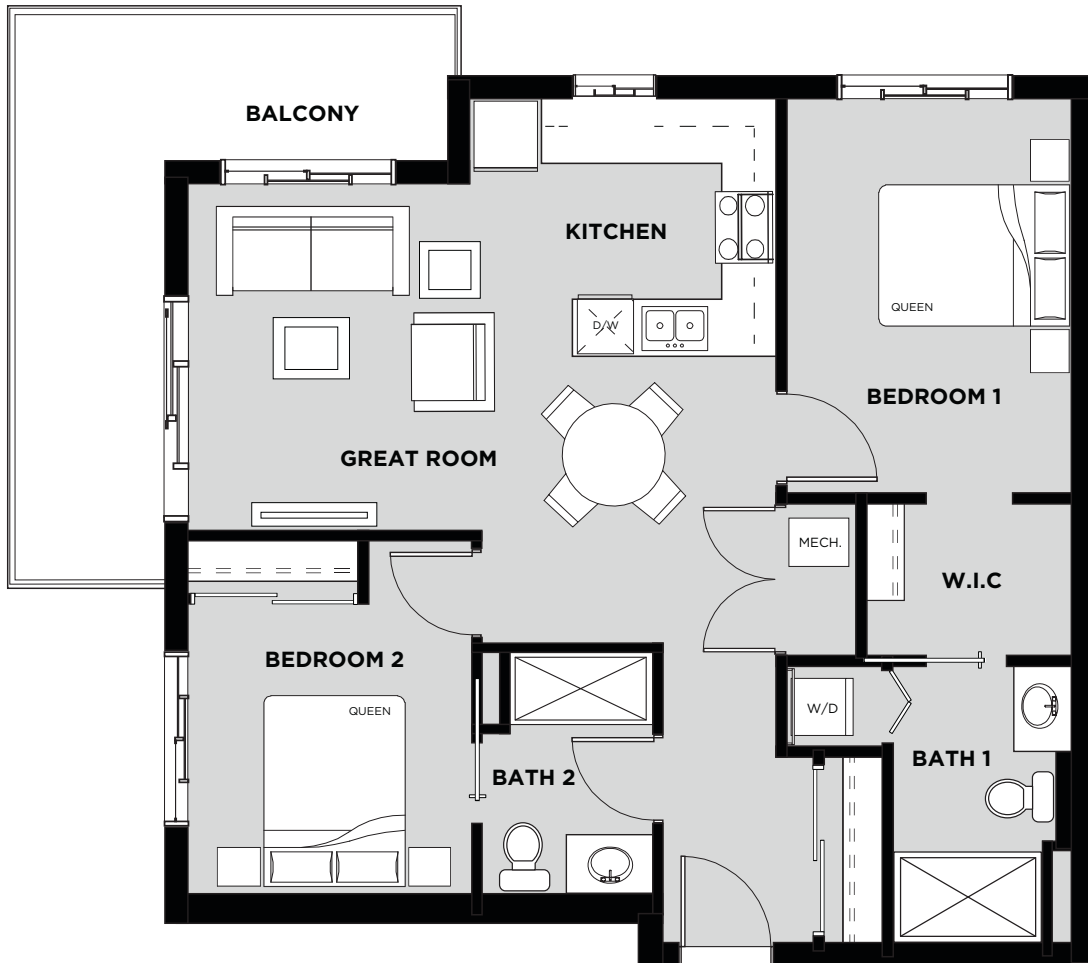 BALCONY
KITCHEN
D/W
QUEEN
BEDROOM 1
GREAT ROOM
MECH.
W.I.C
BEDROOM 2
QUEEN
W/D
BATH 1
BATH 2